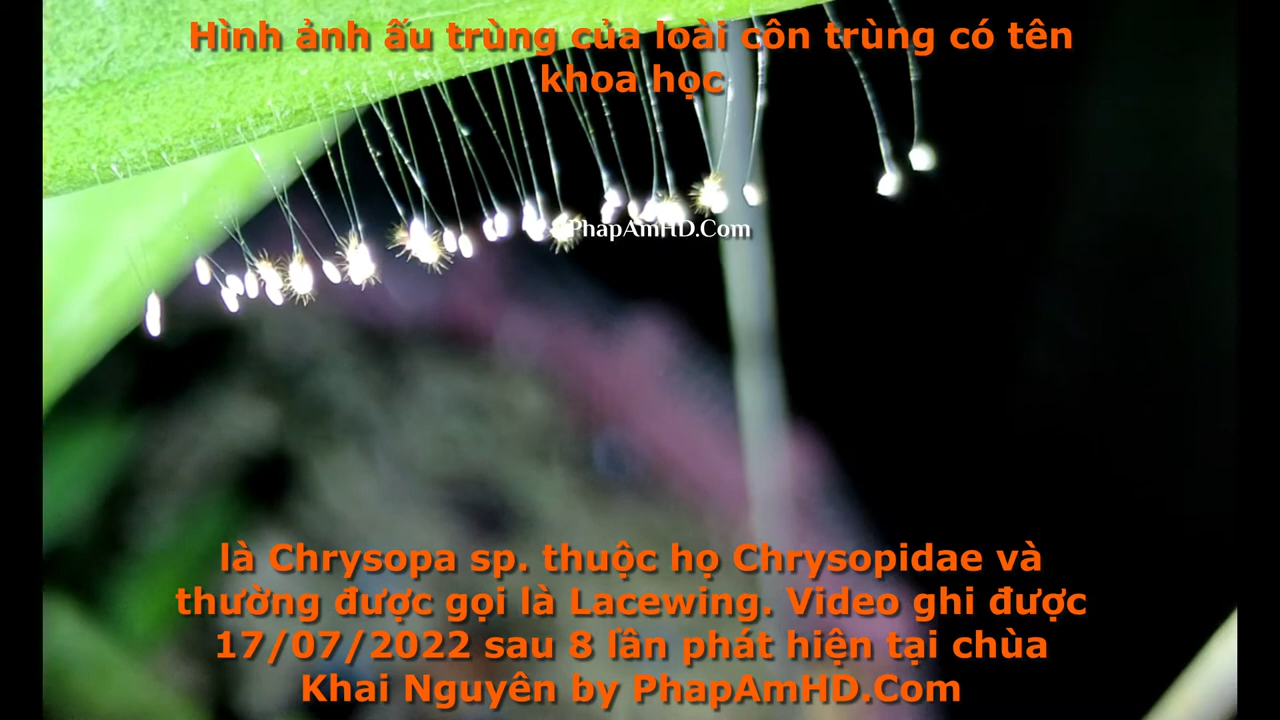 Hình ảnh ấu trùng của loài côn trùng có tên
khoa học
PhapAmHD.Com
là Chrysopa sp. thuộc họ Chrysopidae và
thường được gọi là Lacewing. Video ghi được
17/07/2022 sau 8 lần phát hiện tại chùa
Khai Nguyên by PhapAmHD.Com